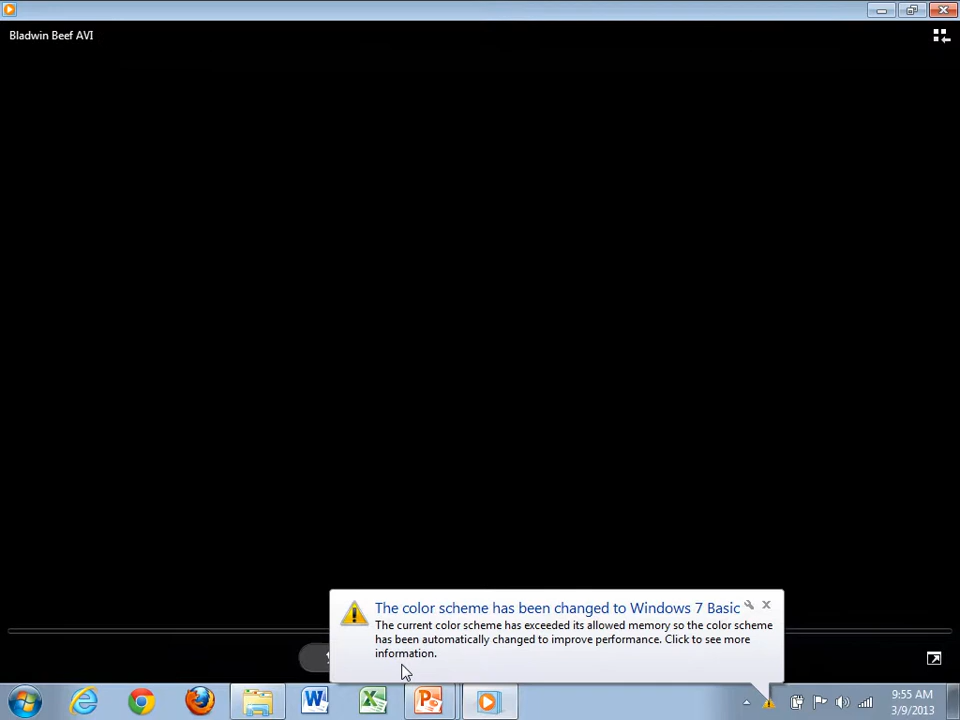 Bladwin Beef AVI
The color scheme has been changed to Windows 7 Basic
The current color scheme has exceeded its allowed memory so the color scheme
has been automatically changed to improve performance. Click to see more
information.
9:55 AM
3/9/2013